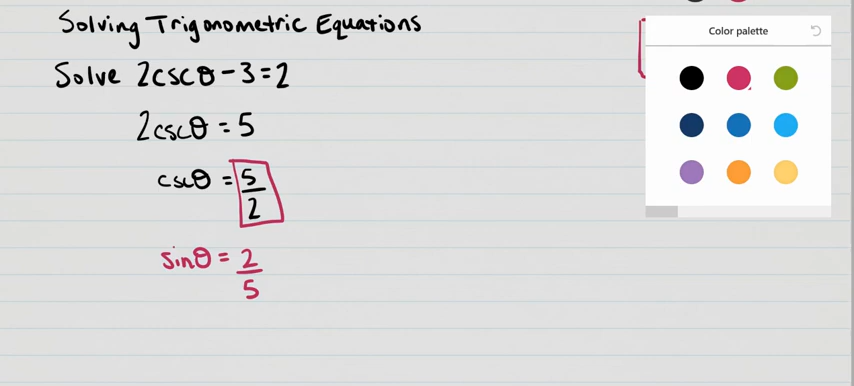 Solving Trigonometric Equations
Color palette
Solve 2cscθ - 3 = 2
2cscθ = 5
cscθ = 5/2
sinθ = 2/5